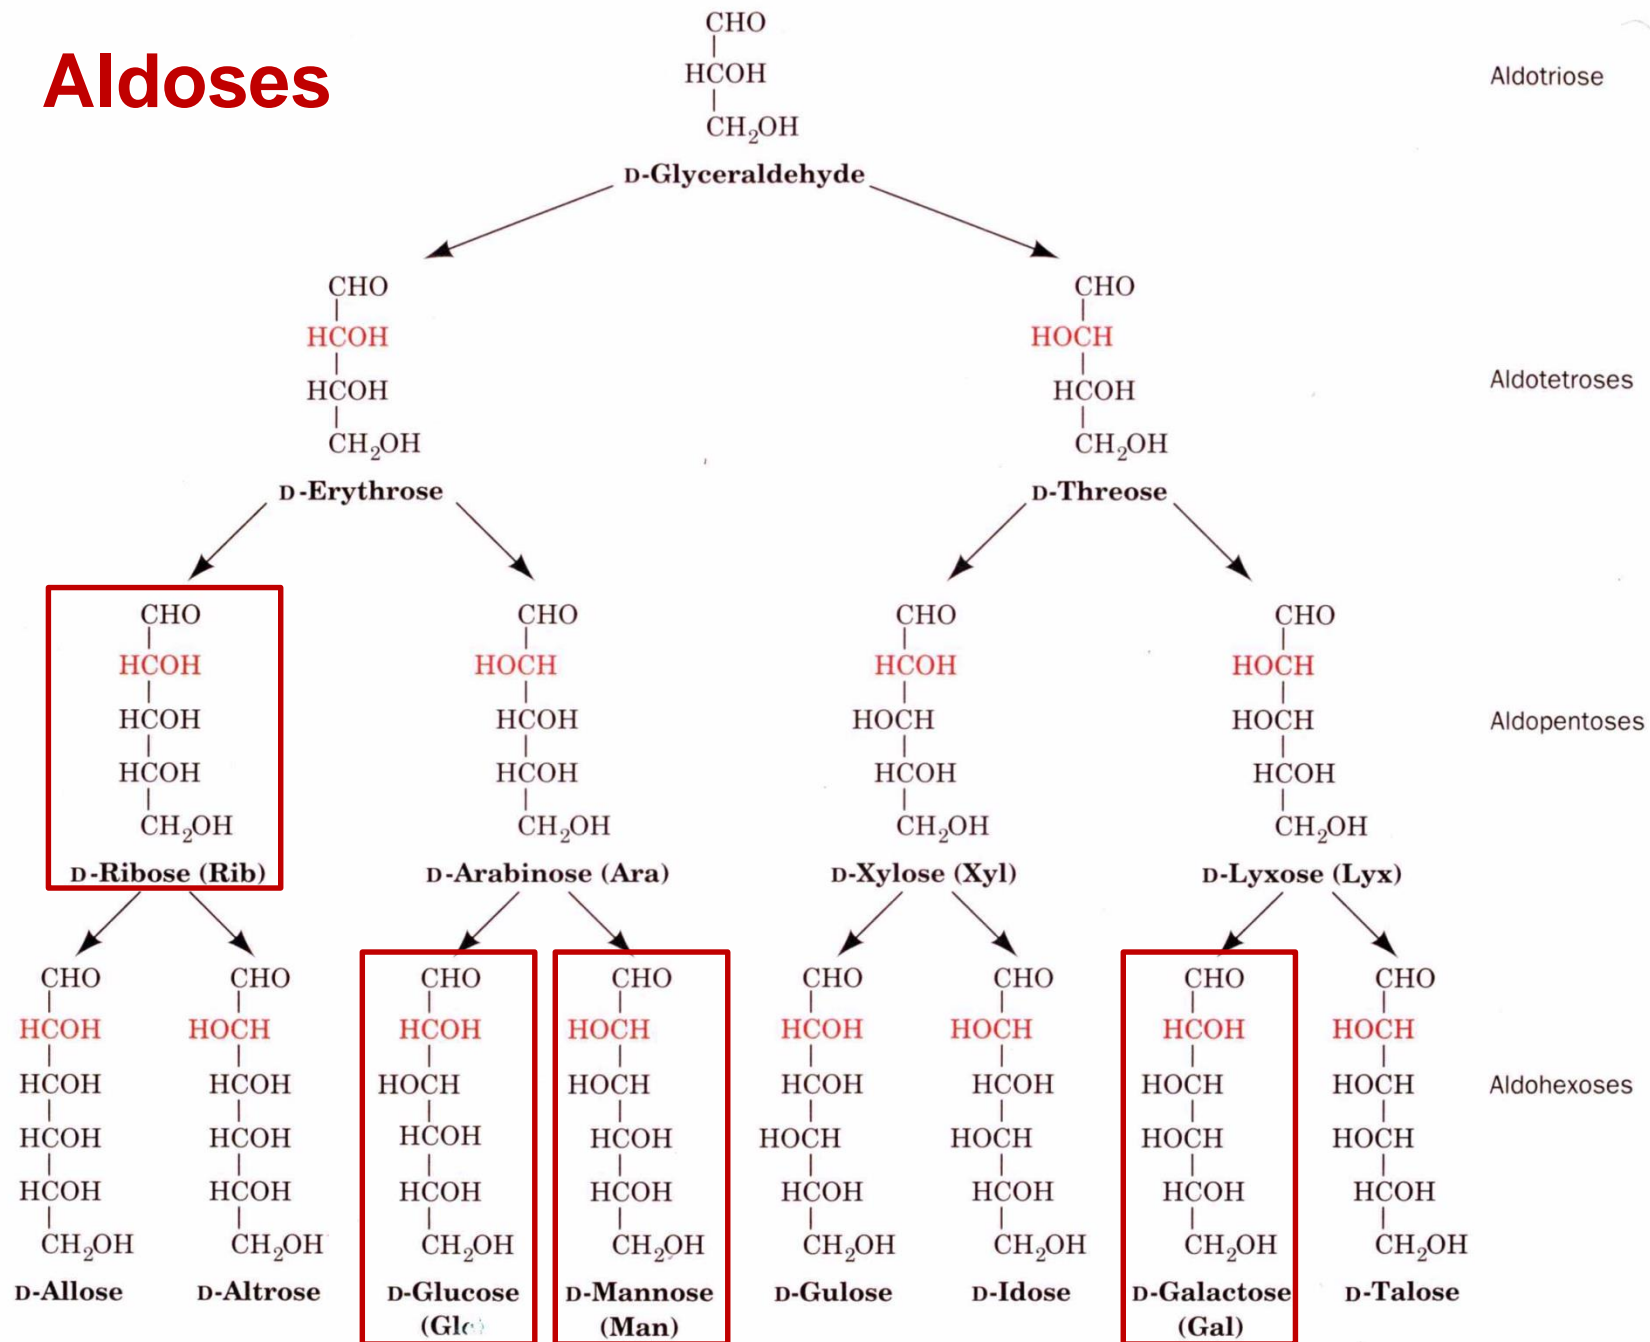 Aldoses
CHO
HCOH
CH₂OH
D-Glyceraldehyde
Aldotriose
CHO CHO
HCOH HOCH
HCOH HCOH
CH₂OH CH₂OH
D-Erythrose D-Threose
Aldotetroses
CHO CHO CHO CHO
HCOH HOCH HCOH HOCH
HCOH HCOH HOCH HOCH
HCOH HCOH HCOH HCOH
CH₂OH CH₂OH CH₂OH CH₂OH
D-Ribose (Rib) D-Arabinose (Ara) D-Xylose (Xyl) D-Lyxose (Lyx)
Aldopentoses
CHO CHO CHO CHO CHO CHO CHO CHO
HCOH HOCH HCOH HOCH HCOH HOCH HCOH HOCH
HCOH HCOH HOCH HOCH HCOH HCOH HOCH HOCH
HCOH HCOH HCOH HCOH HOCH HOCH HOCH HOCH
HCOH HCOH HCOH HCOH HCOH HCOH HCOH HCOH
CH₂OH CH₂OH CH₂OH CH₂OH CH₂OH CH₂OH CH₂OH CH₂OH
D-Allose D-Altrose D-Glucose D-Mannose D-Gulose D-Idose D-Galactose D-Talose
(Man) (Gal)
Aldohexoses